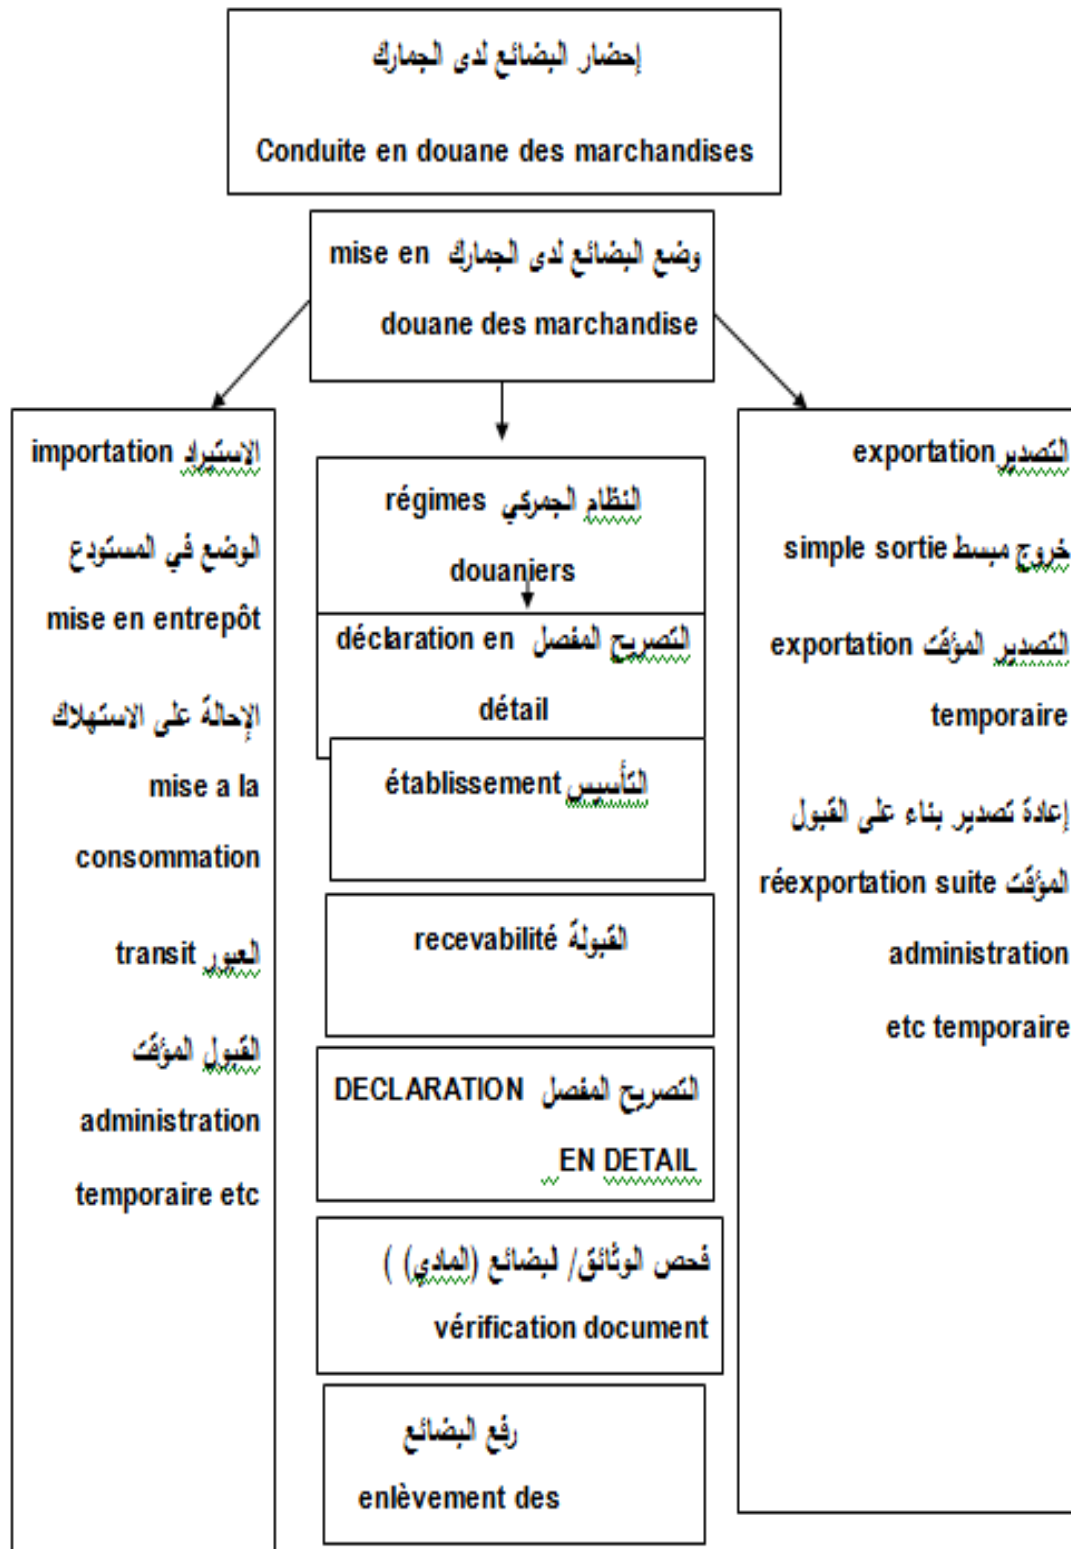 إحضار البضائع لدى الجمارك
Conduite en douane des marchandises
وضع البضائع لدى الجمارك mise en
douane des marchandise
الاستيراد importation
الوضع في المستودع
mise en entrepôt
الإحالة على الاستهلاك
mise a la
consommation
العبور transit
القبول المؤقت
administration
temporaire etc
النظام الجمركي régimes
douaniers
التصريح المفصل déclaration en
détail
التأسيس établissement
القبولة recevabilité
التصريح المفصل DECLARATION
EN DETAIL
فحص الوثائق/ البضائع (المادي) )
vérification document
رفع البضائع
enlèvement des
التصدير exportation
خروج مبسط simple sortie
التصدير المؤقت exportation
temporaire
إعادة تصدير بناء على القبول
المؤقت réexportation suite
administration
etc temporaire